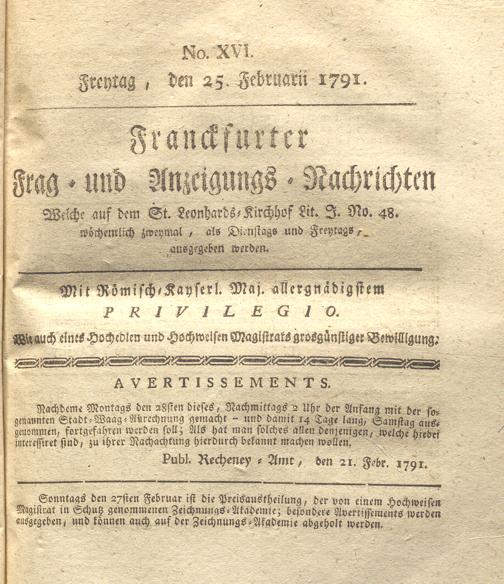 No. XVI.
Freytag, den 25. Februarii 1791.
Franckfurter
Frag- und Anzeigungs-Nachrichten
Welche auf dem St. Leonhards-Kirchhof Lit. J. No. 48.
wöchentlich zweymal, als Dienstags und Freytags,
ausgegeben werden.
Mit Römisch-Kayserl. Maj. allergnädigstem
PRIVILEGIO.
Wie auch eines Hochedlen und Hochweisen Magistrats grosgünstiger Bewilligung.
AVERTISSEMENTS.
Nachdeme Montags den 28sten dieses, Nachmittags 2 Uhr der Anfang mit der so-
genannten Stadt-Waag-Abrechnung gemacht – und damit 14 Tage lang, Samstag aus-
genommen, fortgefahren werden soll; Als hat man solches allen denjenigen, welche hiebei
interessiret sind, zu ihrer Nachachtung hierdurch bekannt machen wollen.
Publ. Recheney-Amt, den 21. Febr. 1791.
Sonntags den 27sten Februar ist die Preisaustheilung, der von einem Hochweisen
Magistrat in Schutz genommenen Zeichnungs-Akademie; besondere Avertissements werden
ausgegeben, und können auch auf der Zeichnungs-Akademie abgeholt werden.